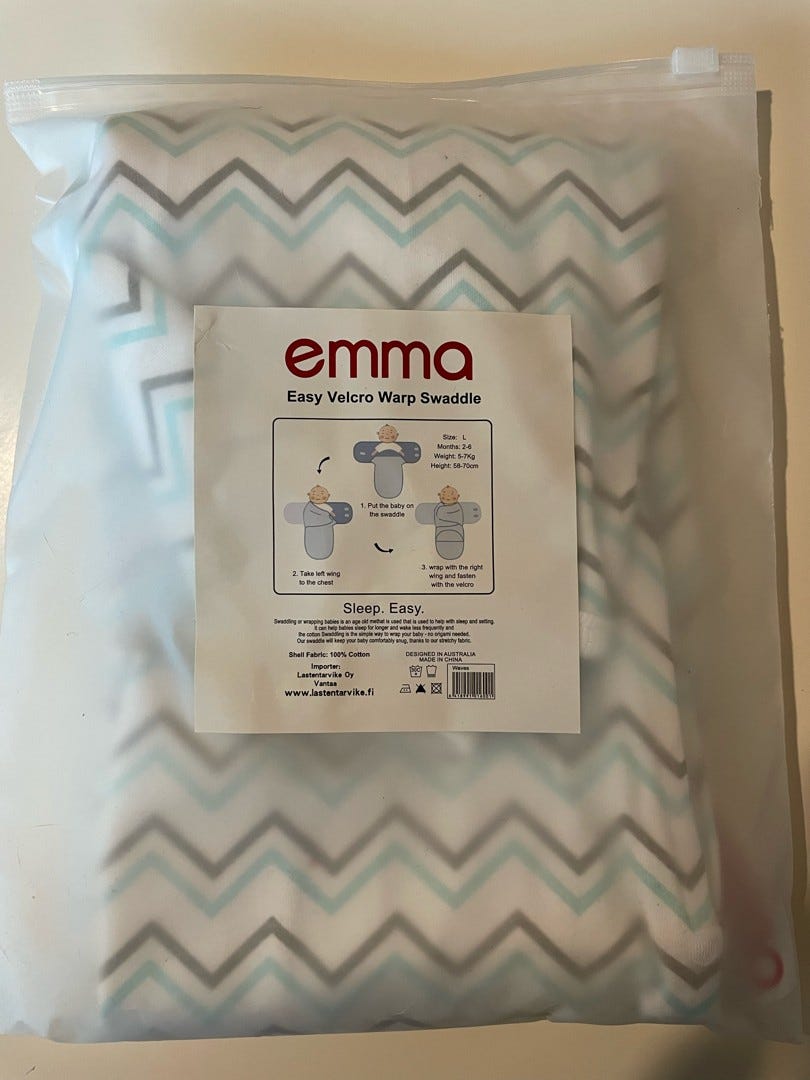 emma
Easy Velcro Warp Swaddle
Size: L
Months: 2-6
Weight: 5-7Kg
Height: 58-70cm
1. Put the baby on
the swaddle
2. Take left wing
to the chest
3. wrap with the right
wing and fasten
with the velcro
Sleep. Easy.
Swaddling or wrapping babies is an age old methat is used that is used to help with sleep and setting.
It can help babies sleep for longer and wake less frequently and
the cotton Swaddling is the simple way to wrap your baby - no origami needed.
Our swaddle will keep your baby comfortably snug, thanks to our stretchy fabric.
Shell Fabric: 100% Cotton
Importer:
Lastentarvike Oy
Vantaa
www.lastentarvike.fi
DESIGNED IN AUSTRALIA
MADE IN CHINA
Waves